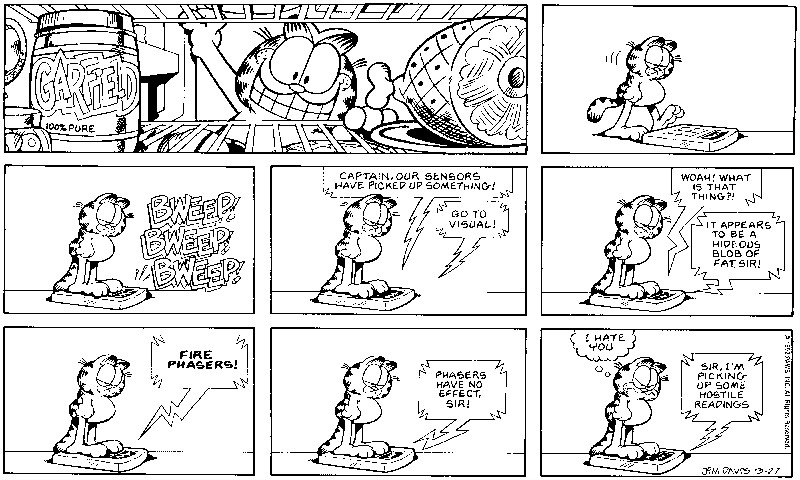 GARFIELD
100% PURE
BWEEP!
BWEEP!
BWEEP!
CAPTAIN, OUR SENSORS
HAVE PICKED UP SOMETHING!
GO TO
VISUAL!
WOAH! WHAT
IS THAT
THING?!
IT APPEARS
TO BE A
HIDEOUS
BLOB OF
FAT, SIR!
FIRE
PHASERS!
PHASERS
HAVE NO
EFFECT,
SIR!
I HATE
YOU
SIR, I'M
PICKING
UP SOME
HOSTILE
READINGS
JIM DAVIS 3-27